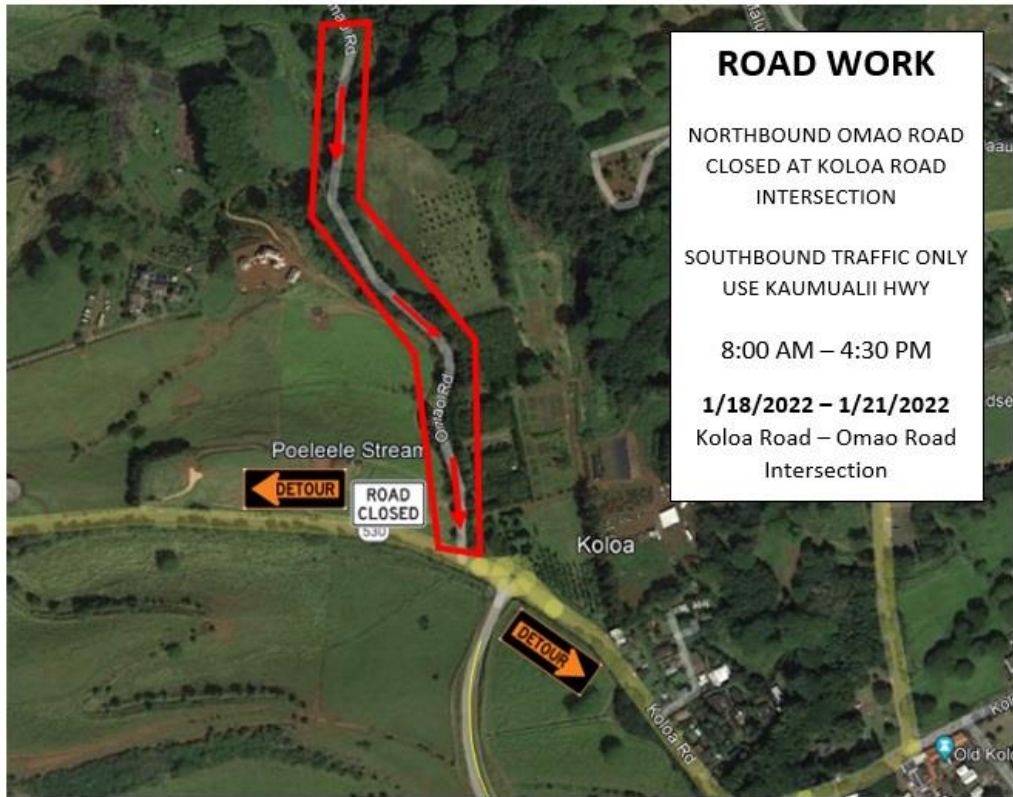 ROAD WORK
NORTHBOUND OMAO ROAD
CLOSED AT KOLOA ROAD
INTERSECTION
SOUTHBOUND TRAFFIC ONLY
USE KAUMUALII HWY
8:00 AM – 4:30 PM
1/18/2022 – 1/21/2022
Koloa Road – Omao Road
Intersection
Omao Rd
Poeleele Stream
DETOUR
ROAD
CLOSED
530
Koloa
DETOUR
Koloa Rd